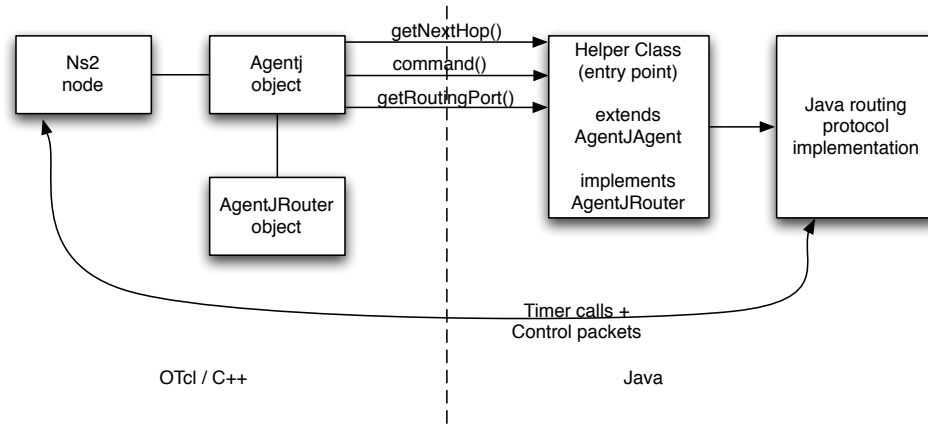 Ns2
node
Agentj
object
AgentJRouter
object
getNextHop()
command()
getRoutingPort()
Helper Class
(entry point)
extends
AgentJAgent
implements
AgentJRouter
Java routing
protocol
implementation
Timer calls +
Control packets
OTcl / C++
Java